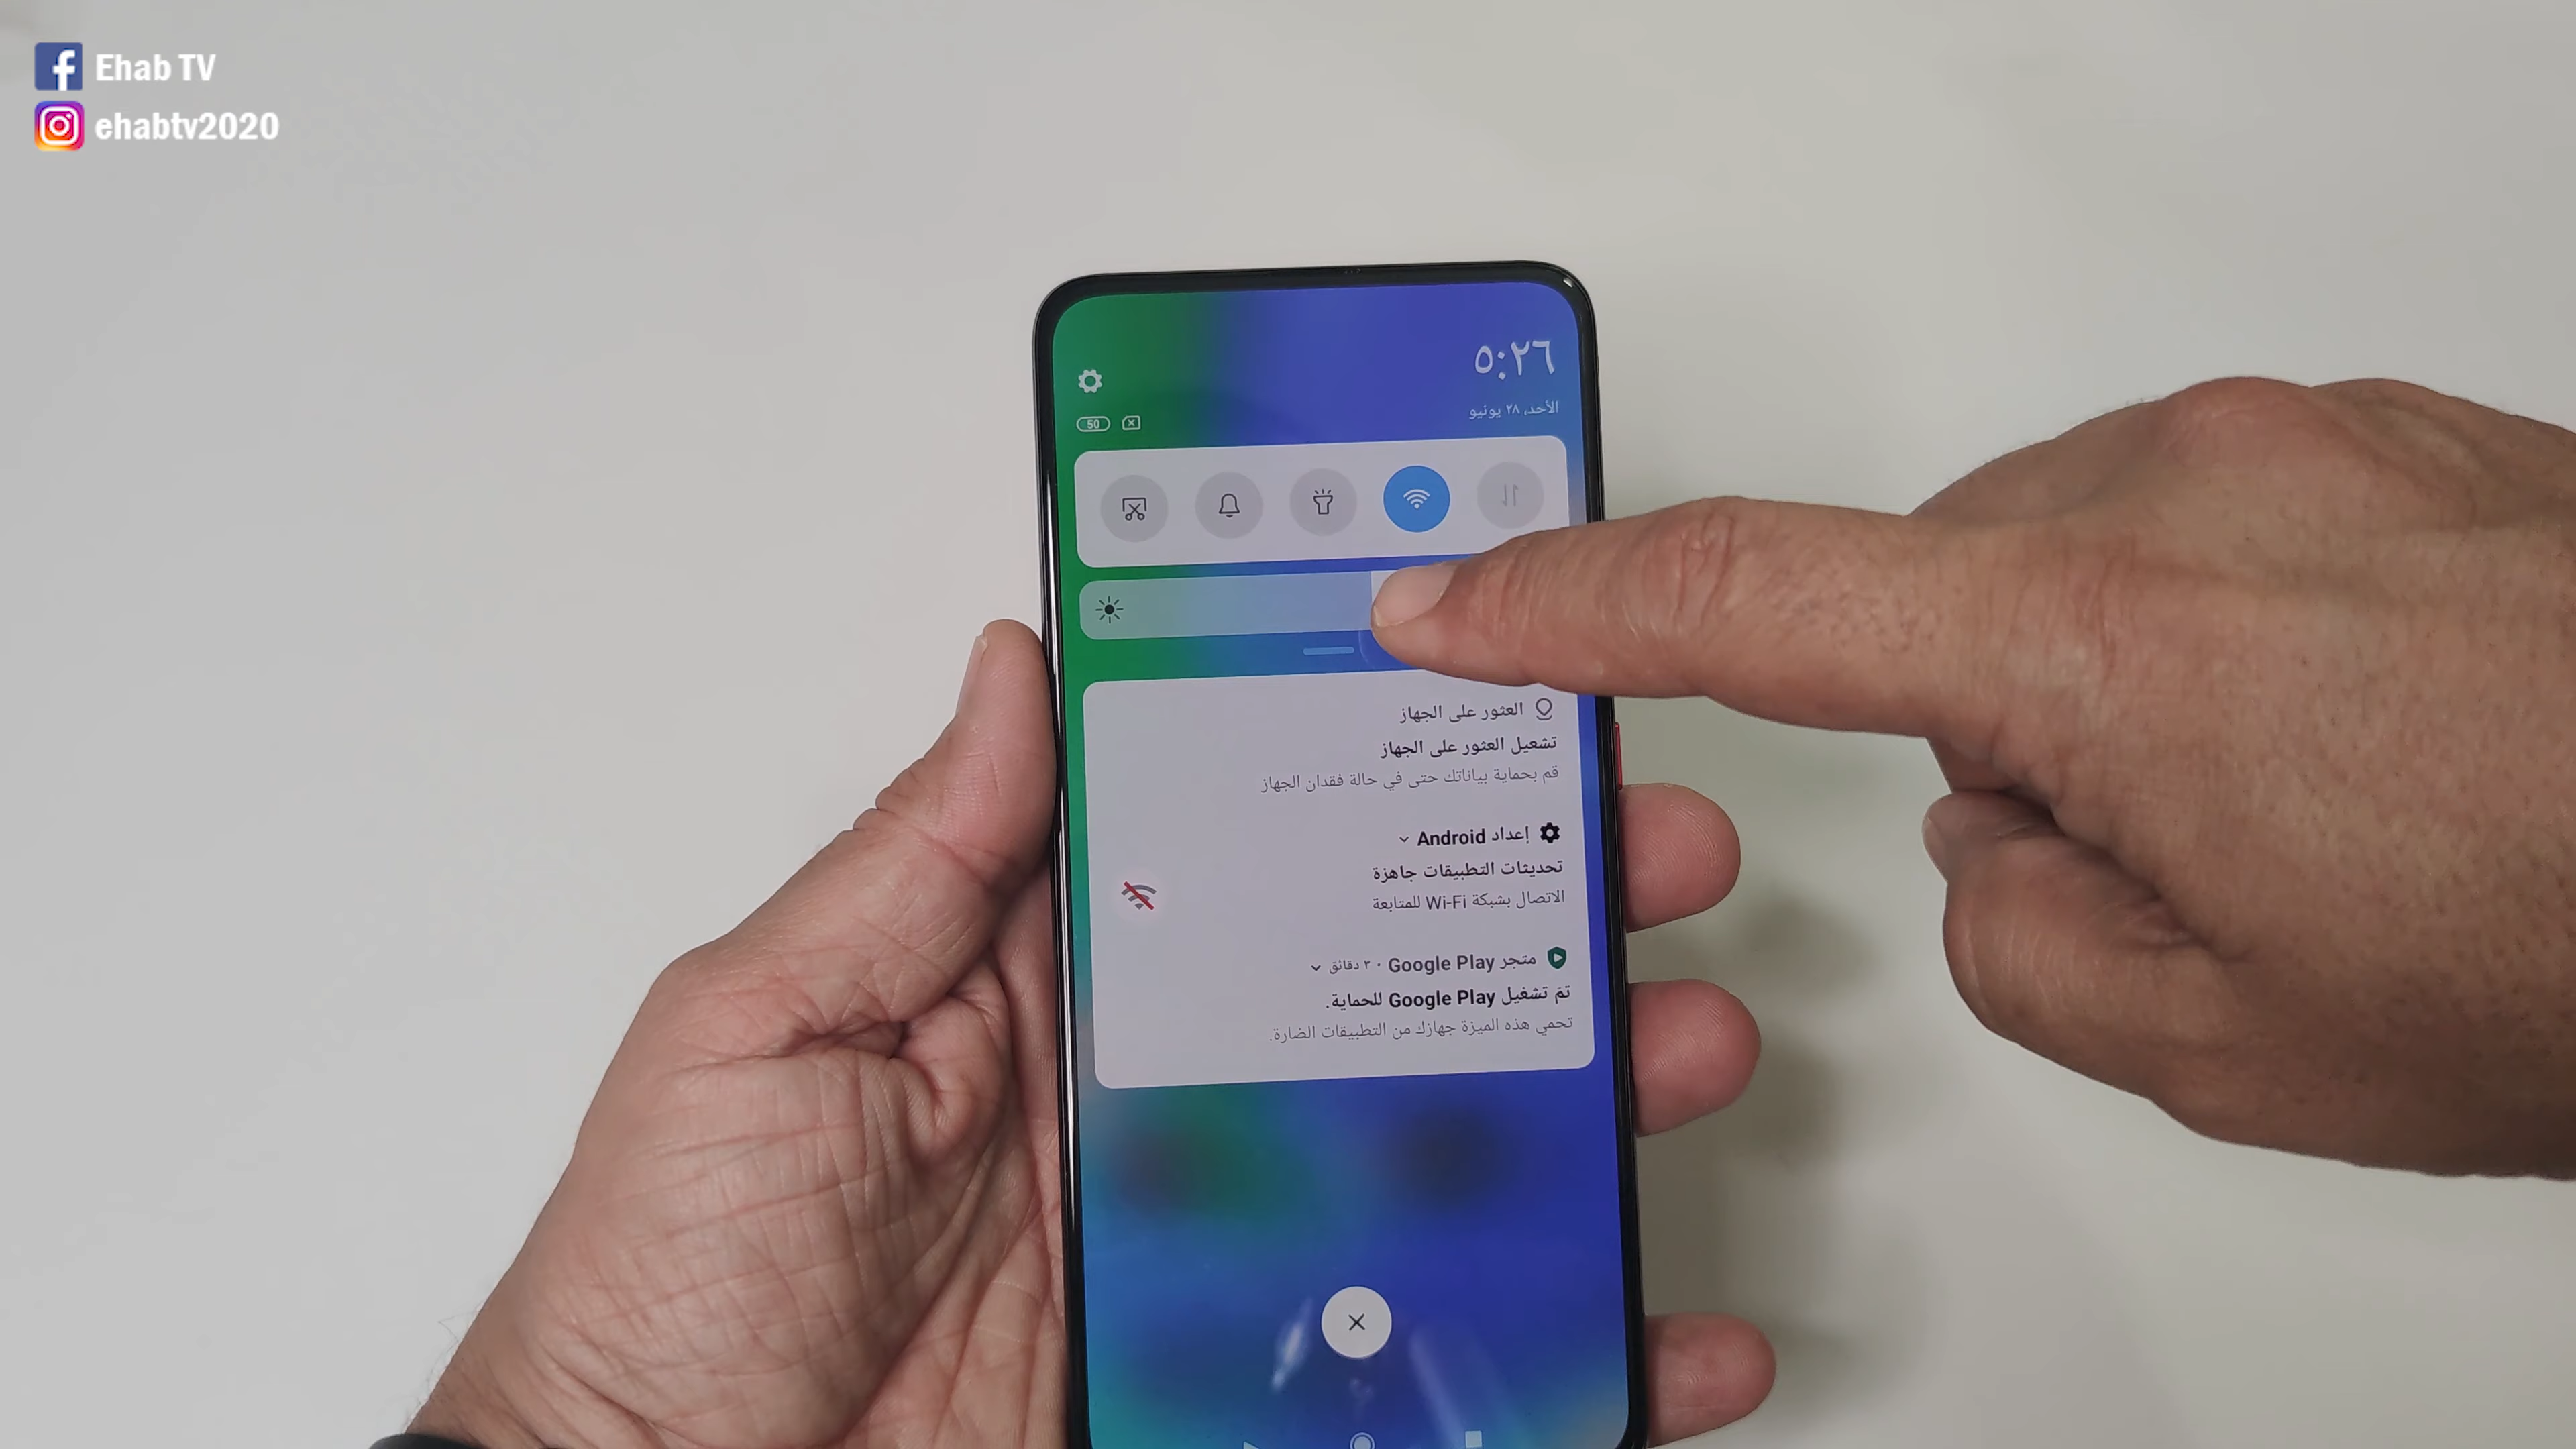 Ehab TV
ehabtv2020
٥:٢٦
الأحد، ٢٨ يونيو
50
العثور على الجهاز
تشغيل العثور على الجهاز
قم بحماية بياناتك حتى في حالة فقدان الجهاز
إعداد Android
تحديثات التطبيقات جاهزة
الاتصال بشبكة Wi-Fi للمتابعة
متجر Google Play · ٣ دقائق
تمّ تشغيل Google Play للحماية.
تحمي هذه الميزة جهازك من التطبيقات الضارة.